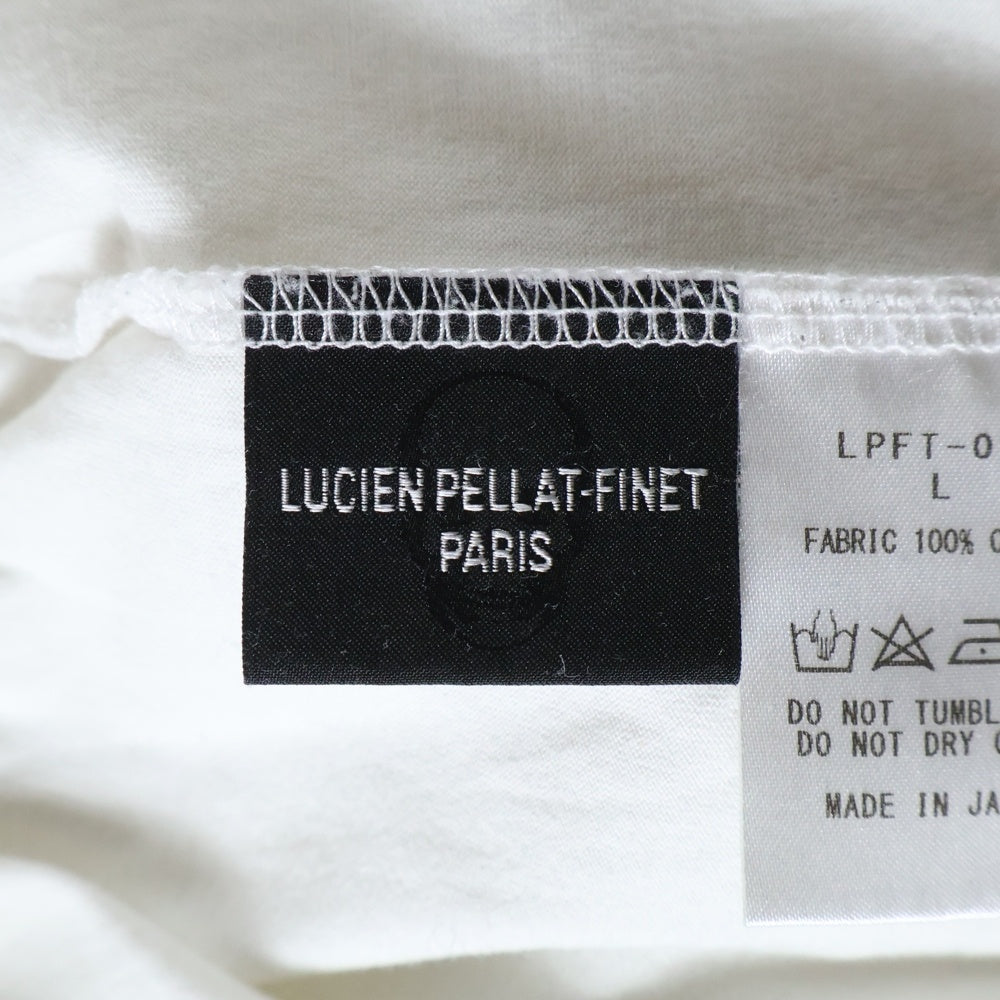 LUCIEN PELLAT-FINET
PARIS
LPFT-0
L
FABRIC 100%
DO NOT TUMBL
DO NOT DRY
MADE IN JA